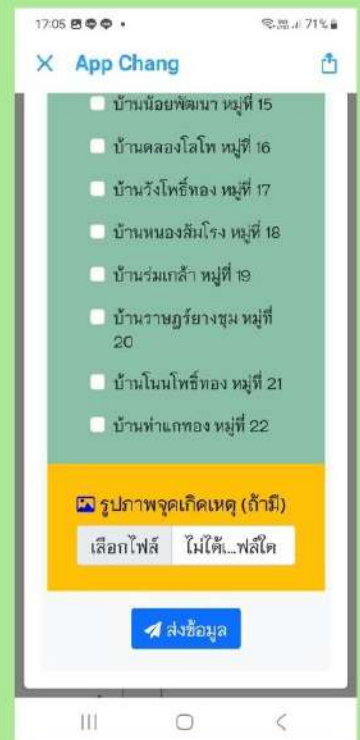 17:05
71%
App Chang
บ้านน้อยพัฒนา หมู่ที่ 15
บ้านคลองโลโท หมู่ที่ 16
บ้านวังโพธิ์ทอง หมู่ที่ 17
บ้านหนองสัมโรง หมู่ที่ 18
บ้านร่มเกล้า หมู่ที่ 19
บ้านราษฎร์ยางชุม หมู่ที่
20
บ้านโนนโพธิ์ทอง หมู่ที่ 21
บ้านท่าแกทอง หมู่ที่ 22
รูปภาพจุดเกิดเหตุ (ถ้ามี)
เลือกไฟล์ ไม่ได้เ...ฟล์ใด
ส่งข้อมูล